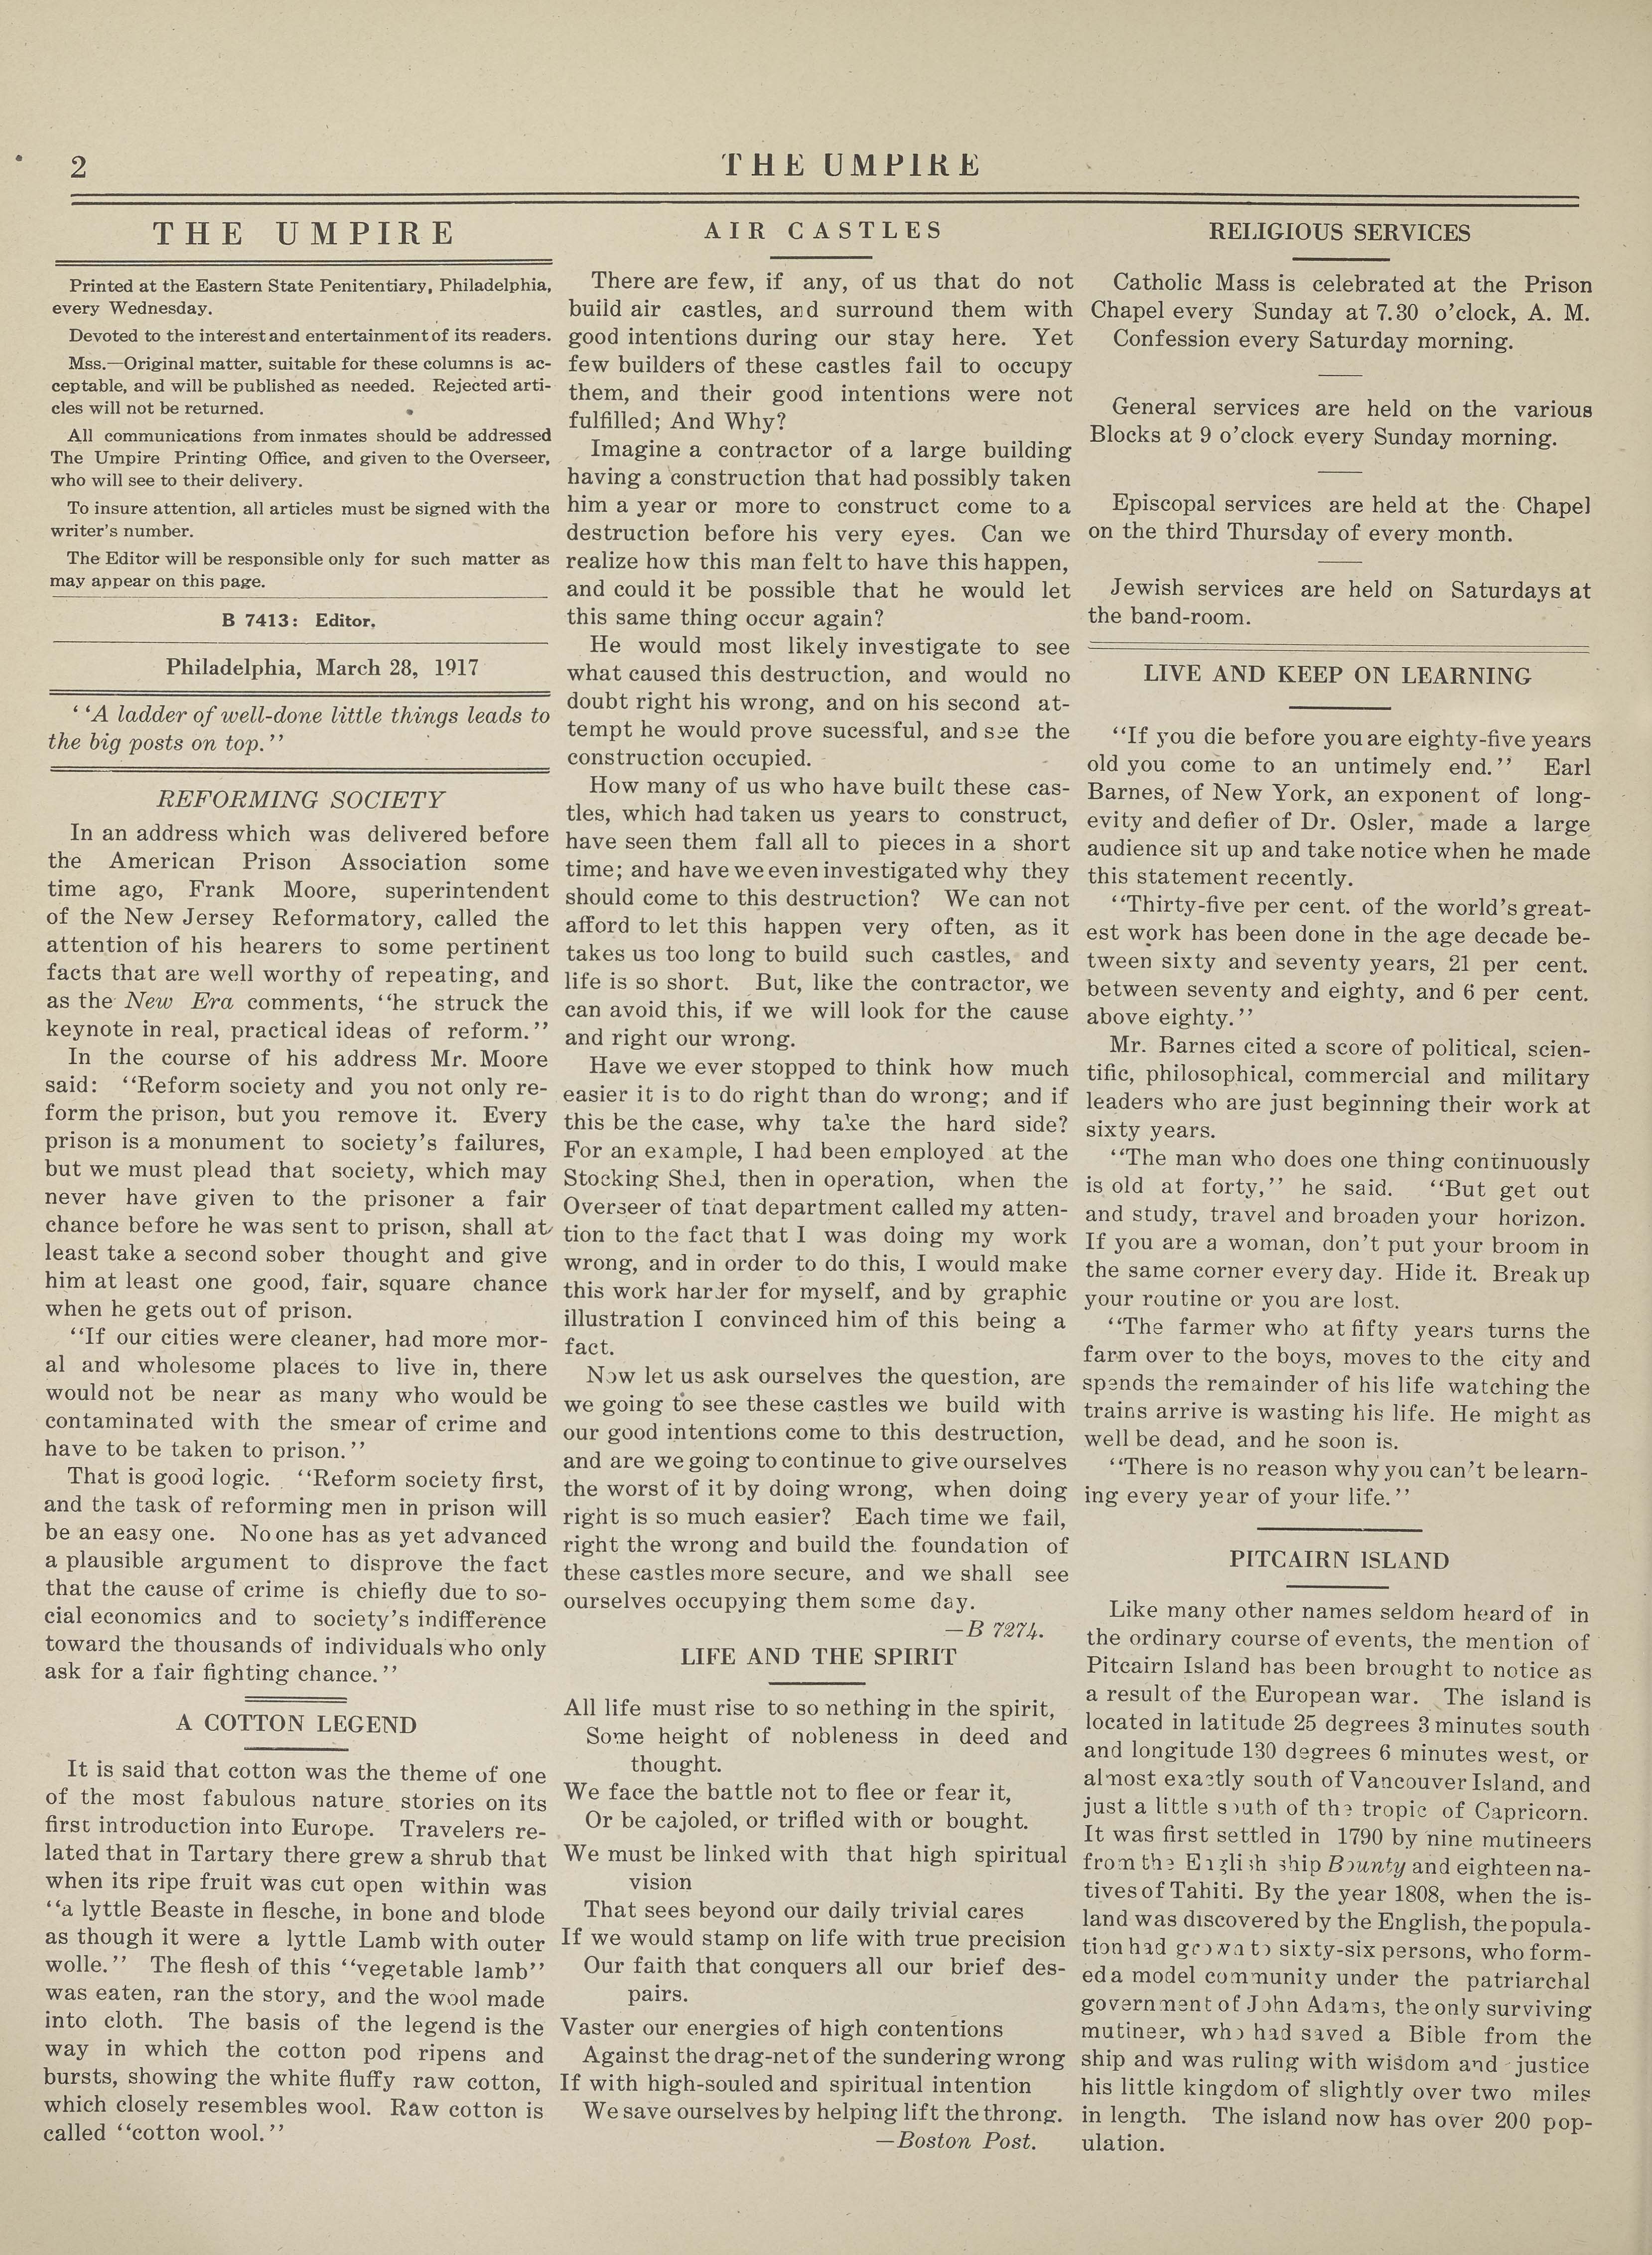 2
THE UMPIRE
THE UMPIRE
Printed at the Eastern State Penitentiary, Philadelphia,
every Wednesday.
Devoted to the interest and entertainment of its readers.
Mss.—Original matter, suitable for these columns is ac-
ceptable, and will be published as needed. Rejected arti-
cles will not be returned.
All communications from inmates should be addressed
The Umpire Printing Office, and given to the Overseer,
who will see to their delivery.
To insure attention, all articles must be signed with the
writer's number.
The Editor will be responsible only for such matter as
may appear on this page.
B 7413: Editor.
Philadelphia, March 28, 1917
‘‘A ladder of well-done little things leads to
the big posts on top.’’
REFORMING SOCIETY
In an address which was delivered before
the American Prison Association some
time ago, Frank Moore, superintendent
of the New Jersey Reformatory, called the
attention of his hearers to some pertinent
facts that are well worthy of repeating, and
as the New Era comments, ‘‘he struck the
keynote in real, practical ideas of reform.’’
In the course of his address Mr. Moore
said: ‘‘Reform society and you not only re-
form the prison, but you remove it. Every
prison is a monument to society's failures,
but we must plead that society, which may
never have given to the prisoner a fair
chance before he was sent to prison, shall at
least take a second sober thought and give
him at least one good, fair, square chance
when he gets out of prison.
‘‘If our cities were cleaner, had more mor-
al and wholesome places to live in, there
would not be near as many who would be
contaminated with the smear of crime and
have to be taken to prison.’’
That is good logic. ‘‘Reform society first,
and the task of reforming men in prison will
be an easy one. No one has as yet advanced
a plausible argument to disprove the fact
that the cause of crime is chiefly due to so-
cial economics and to society's indifference
toward the thousands of individuals who only
ask for a fair fighting chance.’’
A COTTON LEGEND
It is said that cotton was the theme of one
of the most fabulous nature stories on its
first introduction into Europe. Travelers re-
lated that in Tartary there grew a shrub that
when its ripe fruit was cut open within was
‘‘a lyttle Beaste in flesche, in bone and blode
as though it were a lyttle Lamb with outer
wolle.’’ The flesh of this ‘‘vegetable lamb’’
was eaten, ran the story, and the wool made
into cloth. The basis of the legend is the
way in which the cotton pod ripens and
bursts, showing the white fluffy raw cotton,
which closely resembles wool. Raw cotton is
called ‘‘cotton wool.’’
AIR CASTLES
There are few, if any, of us that do not
build air castles, and surround them with
good intentions during our stay here. Yet
few builders of these castles fail to occupy
them, and their good intentions were not
fulfilled; And Why?
Imagine a contractor of a large building
having a construction that had possibly taken
him a year or more to construct come to a
destruction before his very eyes. Can we
realize how this man felt to have this happen,
and could it be possible that he would let
this same thing occur again?
He would most likely investigate to see
what caused this destruction, and would no
doubt right his wrong, and on his second at-
tempt he would prove sucessful, and see the
construction occupied.
How many of us who have built these cas-
tles, which had taken us years to construct,
have seen them fall all to pieces in a short
time; and have we even investigated why they
should come to this destruction? We can not
afford to let this happen very often, as it
takes us too long to build such castles, and
life is so short. But, like the contractor, we
can avoid this, if we will look for the cause
and right our wrong.
Have we ever stopped to think how much
easier it is to do right than do wrong; and if
this be the case, why take the hard side?
For an example, I had been employed at the
Stocking Shed, then in operation, when the
Overseer of that department called my atten-
tion to the fact that I was doing my work
wrong, and in order to do this, I would make
this work harder for myself, and by graphic
illustration I convinced him of this being a
fact.
Now let us ask ourselves the question, are
we going to see these castles we build with
our good intentions come to this destruction,
and are we going to continue to give ourselves
the worst of it by doing wrong, when doing
right is so much easier? Each time we fail,
right the wrong and build the foundation of
these castles more secure, and we shall see
ourselves occupying them some day.
—B 7274.
LIFE AND THE SPIRIT
All life must rise to so nething in the spirit,
Some height of nobleness in deed and
thought.
We face the battle not to flee or fear it,
Or be cajoled, or trifled with or bought.
We must be linked with that high spiritual
vision
That sees beyond our daily trivial cares
If we would stamp on life with true precision
Our faith that conquers all our brief des-
pairs.
Vaster our energies of high contentions
Against the drag-net of the sundering wrong
If with high-souled and spiritual intention
We save ourselves by helping lift the throng.
—Boston Post.
RELIGIOUS SERVICES
Catholic Mass is celebrated at the Prison
Chapel every Sunday at 7.30 o'clock, A. M.
Confession every Saturday morning.
General services are held on the various
Blocks at 9 o'clock every Sunday morning.
Episcopal services are held at the Chapel
on the third Thursday of every month.
Jewish services are held on Saturdays at
the band-room.
LIVE AND KEEP ON LEARNING
‘‘If you die before you are eighty-five years
old you come to an untimely end.’’ Earl
Barnes, of New York, an exponent of long-
evity and defier of Dr. Osler, made a large
audience sit up and take notice when he made
this statement recently.
‘‘Thirty-five per cent. of the world's great-
est work has been done in the age decade be-
tween sixty and seventy years, 21 per cent.
between seventy and eighty, and 6 per cent.
above eighty.’’
Mr. Barnes cited a score of political, scien-
tific, philosophical, commercial and military
leaders who are just beginning their work at
sixty years.
‘‘The man who does one thing continuously
is old at forty,’’ he said. ‘‘But get out
and study, travel and broaden your horizon.
If you are a woman, don't put your broom in
the same corner every day. Hide it. Break up
your routine or you are lost.
‘‘The farmer who at fifty years turns the
farm over to the boys, moves to the city and
spends the remainder of his life watching the
trains arrive is wasting his life. He might as
well be dead, and he soon is.
‘‘There is no reason why you can't be learn-
ing every year of your life.’’
PITCAIRN ISLAND
Like many other names seldom heard of in
the ordinary course of events, the mention of
Pitcairn Island has been brought to notice as
a result of the European war. The island is
located in latitude 25 degrees 3 minutes south
and longitude 130 degrees 6 minutes west, or
almost exactly south of Vancouver Island, and
just a little south of the tropic of Capricorn.
It was first settled in 1790 by nine mutineers
from the English ship Bounty and eighteen na-
tives of Tahiti. By the year 1808, when the is-
land was discovered by the English, the popula-
tion had grown to sixty-six persons, who form-
ed a model community under the patriarchal
government of John Adams, the only surviving
mutineer, who had saved a Bible from the
ship and was ruling with wisdom and justice
his little kingdom of slightly over two miles
in length. The island now has over 200 pop-
ulation.